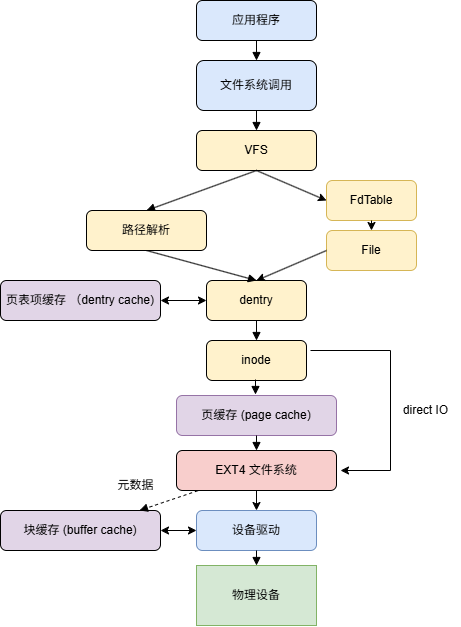 应用程序
文件系统调用
VFS
FdTable
路径解析
File
页表项缓存 （dentry cache)
dentry
inode
direct IO
页缓存 (page cache)
EXT4 文件系统
元数据
块缓存 (buffer cache)
设备驱动
物理设备